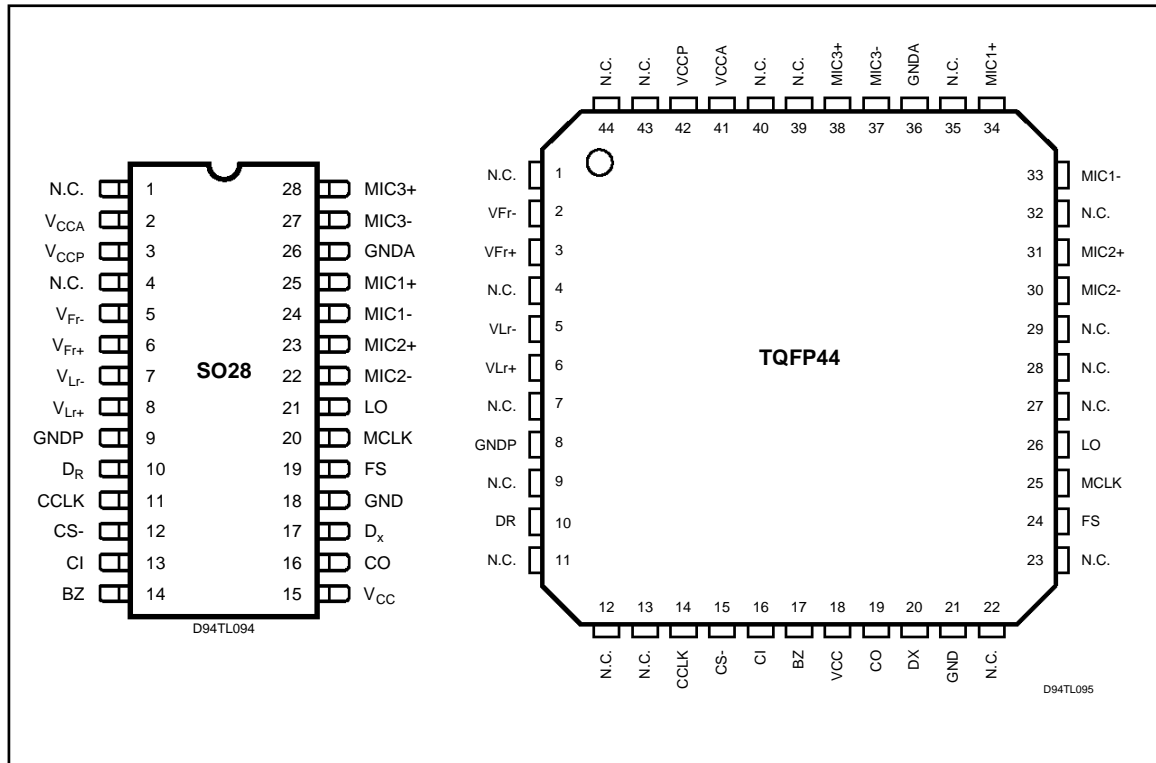 N.C. 1 28 MIC3+
VCCA 2 27 MIC3-
VCCP 3 26 GNDA
N.C. 4 25 MIC1+
VFr- 5 24 MIC1-
VFr+ 6 23 MIC2+
VLr- 7 22 MIC2-
VLr+ 8 21 LO
GNDP 9 20 MCLK
DR 10 19 FS
CCLK 11 18 GND
CS- 12 17 Dx
CI 13 16 CO
BZ 14 15 VCC
SO28
D94TL094
N.C. N.C. VCCP VCCA N.C. N.C. MIC3+ MIC3- GNDA N.C. MIC1+
44 43 42 41 40 39 38 37 36 35 34
N.C. 1 33 MIC1-
VFr- 2 32 N.C.
VFr+ 3 31 MIC2+
N.C. 4 30 MIC2-
VLr- 5 29 N.C.
VLr+ 6 28 N.C.
N.C. 7 27 N.C.
GNDP 8 26 LO
N.C. 9 25 MCLK
DR 10 24 FS
N.C. 11 23 N.C.
TQFP44
12 13 14 15 16 17 18 19 20 21 22
N.C. N.C. CCLK CS- CI BZ VCC CO DX GND N.C.
D94TL095